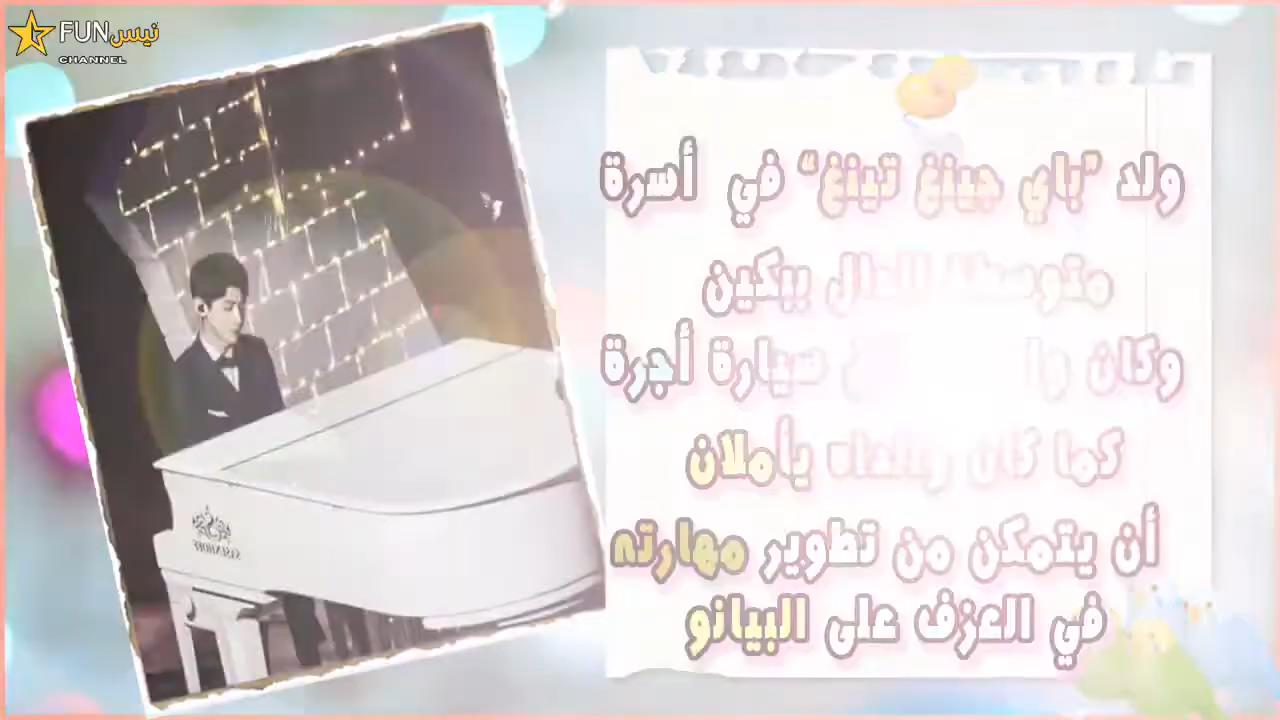 FUN نيس
CHANNEL
ولد "باي جينغ تينغ" في أسرة
متوسطة الحال ببكين
وكان سيارة أجرة
كما كان والداه يأملان
أن يتمكن من تطوير مهارته
في العزف على البيانو